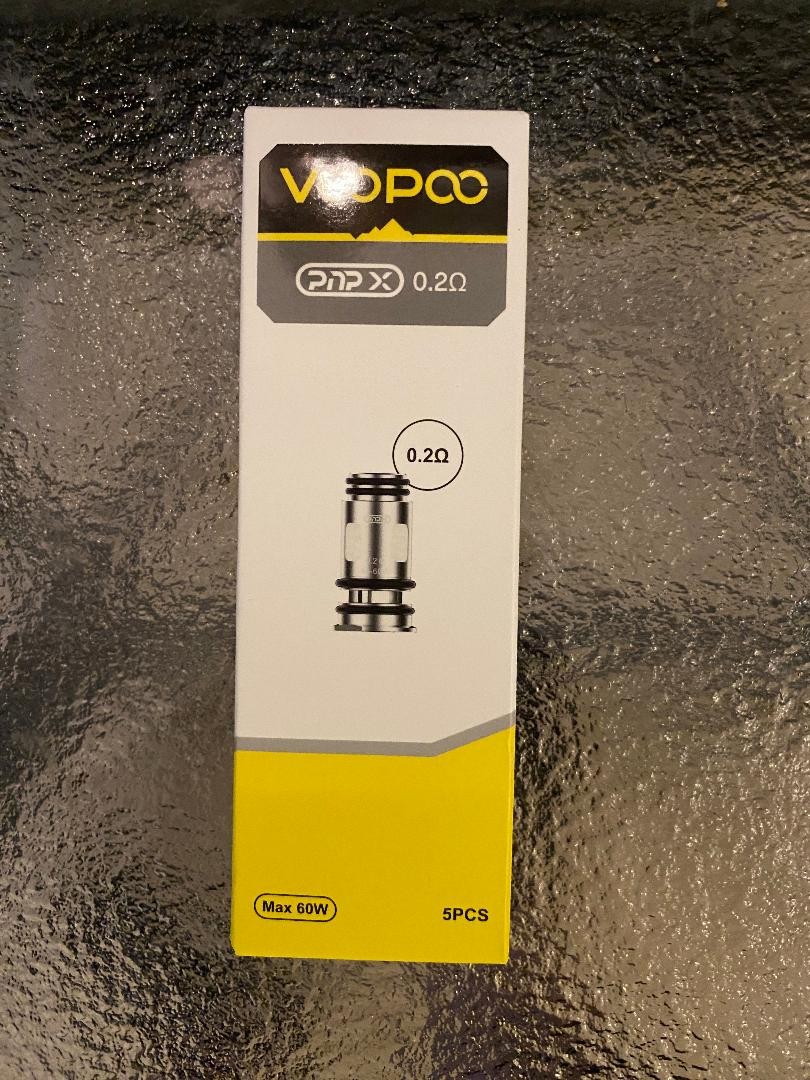 VOOPOO
PnP X 0.2Ω
0.2Ω
Max 60W
5PCS